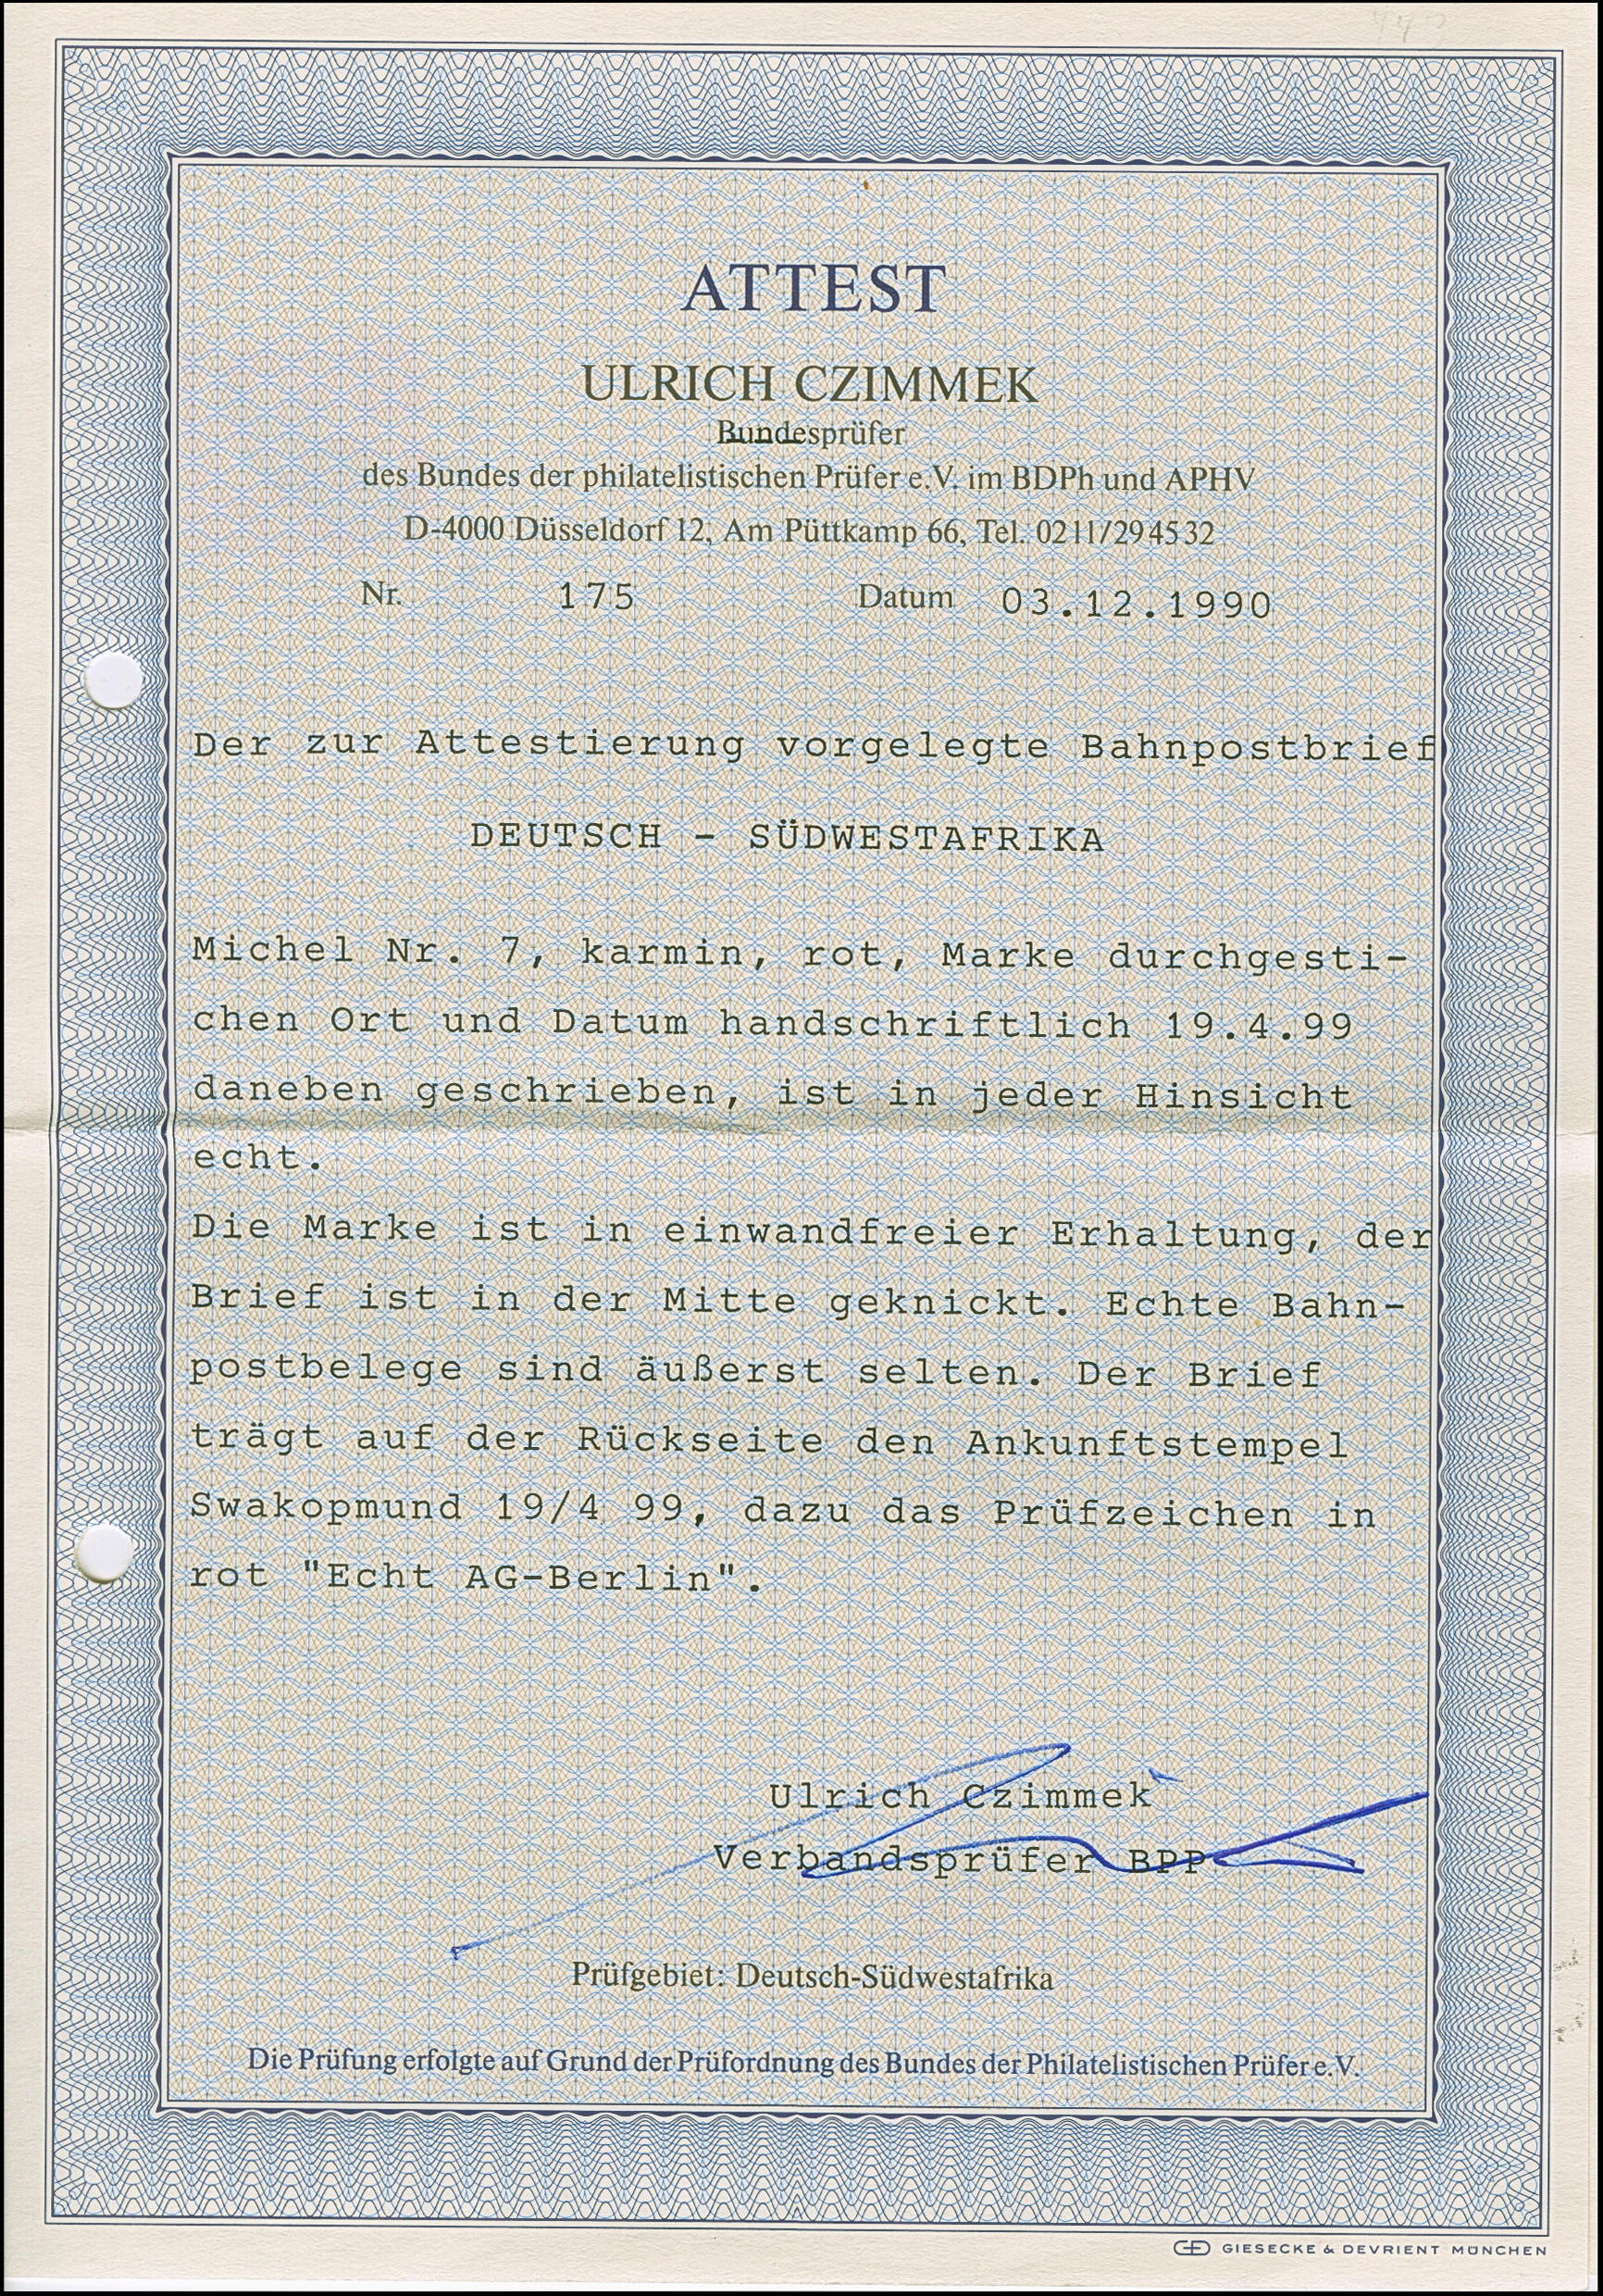 ATTEST
ULRICH CZIMMEK
Bundesprüfer
des Bundes der philatelistischen Prüfer e.V. im BDPh und APHV
D-4000 Düsseldorf 12, Am Püttkamp 66, Tel. 0211/294532
Nr. 175 Datum 03.12.1990
Der zur Attestierung vorgelegte Bahnpostbrief
DEUTSCH - SÜDWESTAFRIKA
Michel Nr. 7, karmin, rot, Marke durchgesti-
chen Ort und Datum handschriftlich 19.4.99
daneben geschrieben, ist in jeder Hinsicht
echt.
Die Marke ist in einwandfreier Erhaltung, der
Brief ist in der Mitte geknickt. Echte Bahn-
postbelege sind äußerst selten. Der Brief
trägt auf der Rückseite den Ankunftstempel
Swakopmund 19/4 99, dazu das Prüfzeichen in
rot "Echt AG-Berlin".
Ulrich Czimmek
Verbandsprüfer BPP
Prüfgebiet: Deutsch-Südwestafrika
Die Prüfung erfolgte auf Grund der Prüfordnung des Bundes der Philatelistischen Prüfer e.V.
GIESECKE & DEVRIENT MÜNCHEN